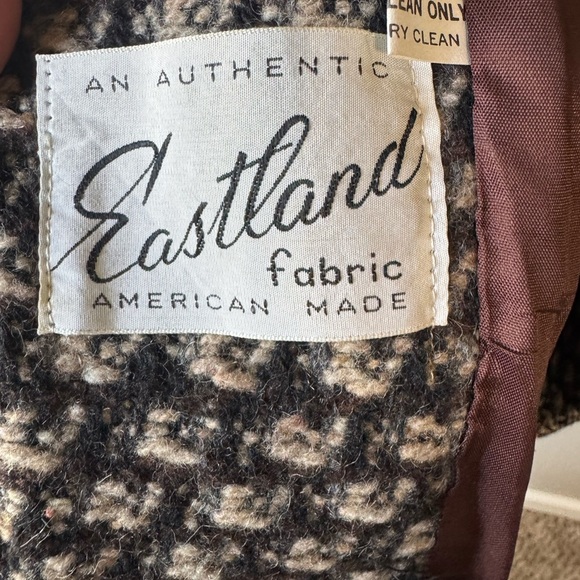 LEAN ONLY
RY CLEAN
AN AUTHENTIC
Eastland
fabric
AMERICAN MADE